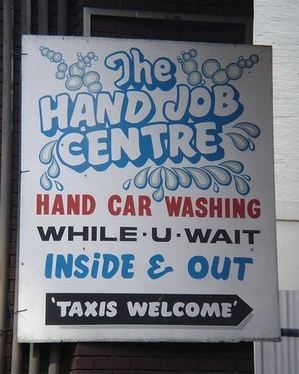 The
HAND JOB
CENTRE
HAND CAR WASHING
WHILE·U·WAIT
INSiDE & OUT
'TAXIS WELCOME'